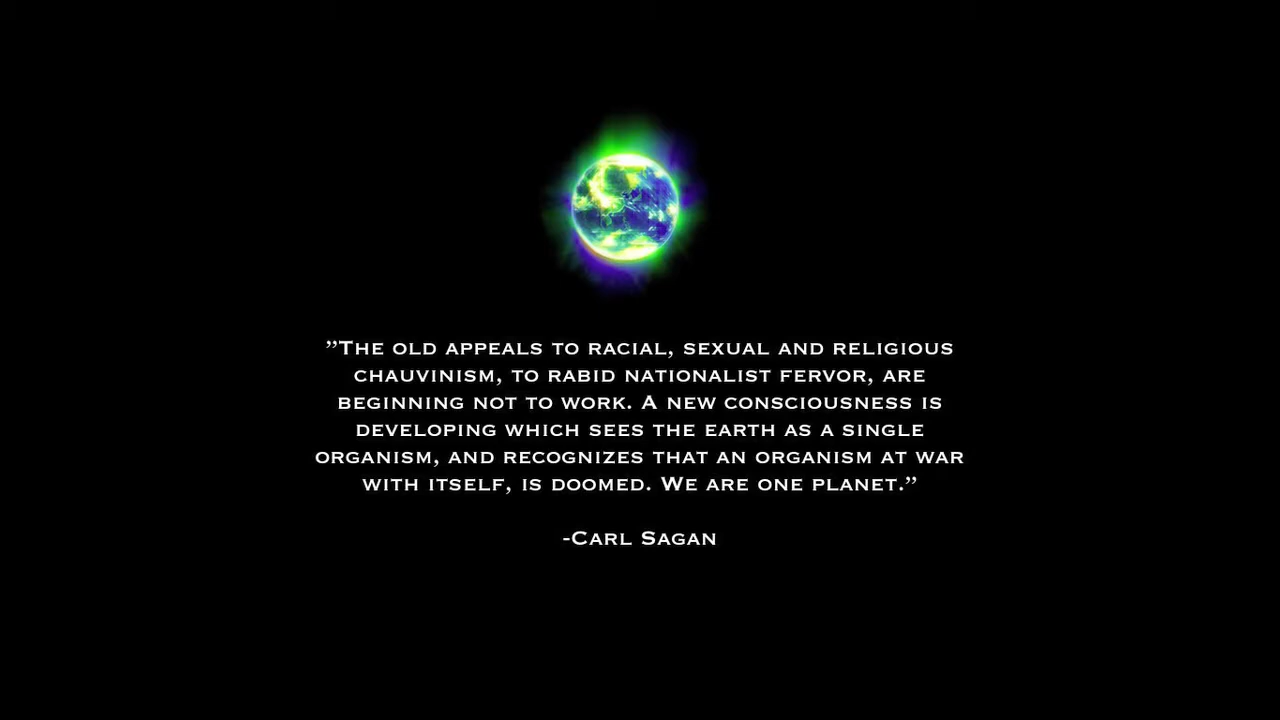 ”The old appeals to racial, sexual and religious
chauvinism, to rabid nationalist fervor, are
beginning not to work. A new consciousness is
developing which sees the earth as a single
organism, and recognizes that an organism at war
with itself, is doomed. We are one planet.”
-Carl Sagan